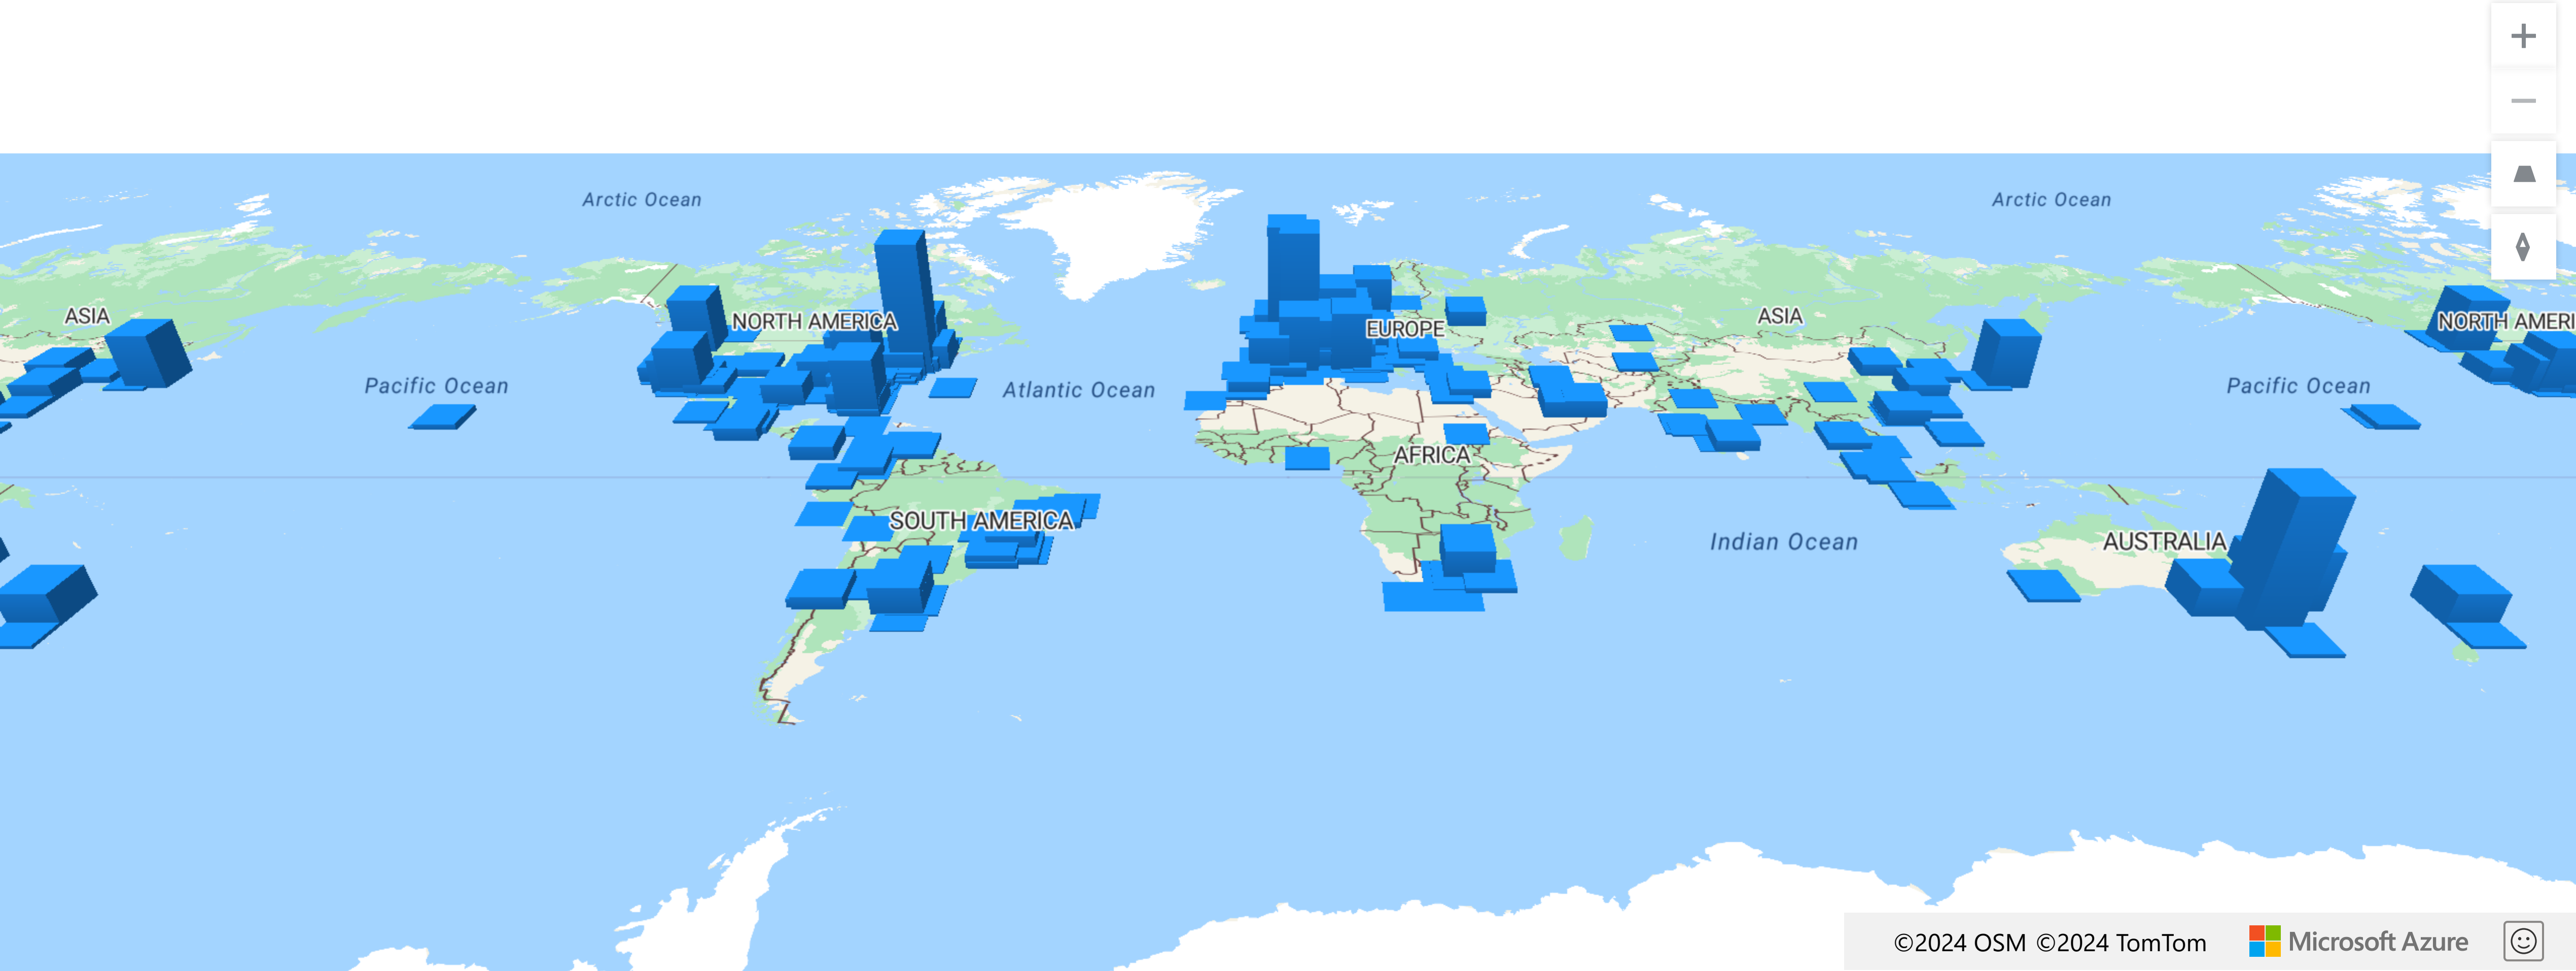 Arctic Ocean
Arctic Ocean
ASIA
NORTH AMERICA
EUROPE
ASIA
NORTH AMERI
Pacific Ocean
Atlantic Ocean
Pacific Ocean
AFRICA
SOUTH AMERICA
Indian Ocean
AUSTRALIA
©2024 OSM ©2024 TomTom
Microsoft Azure